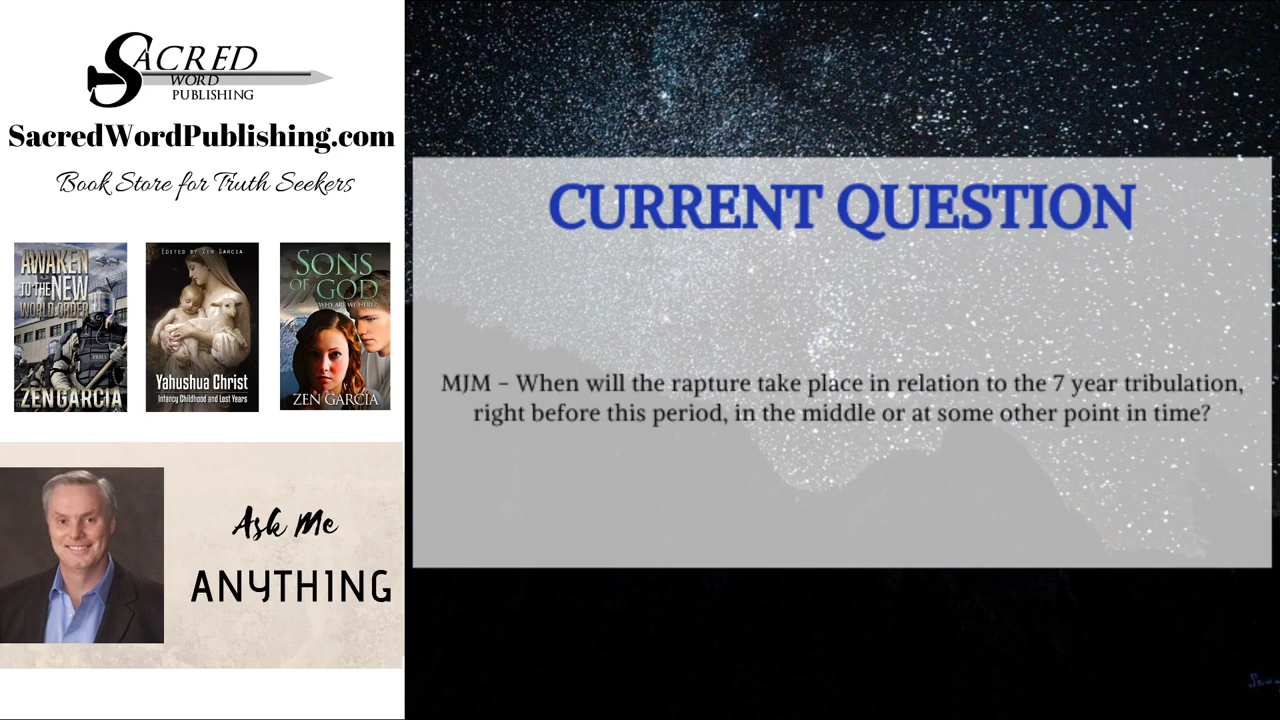 SACRED
WORD
PUBLISHING
SacredWordPublishing.com
Book Store for Truth Seekers
AWAKEN
TO THE NEW
WORLD ORDER
ZEN GARCIA
EDITED BY ZEN GARCIA
Yahushua Christ
Infancy Childhood and Lost Years
SONS
OF GOD
WHY ARE WE HERE?
ZEN GARCIA
Ask Me
ANYTHING
CURRENT QUESTION
MJM – When will the rapture take place in relation to the 7 year tribulation,
right before this period, in the middle or at some other point in time?